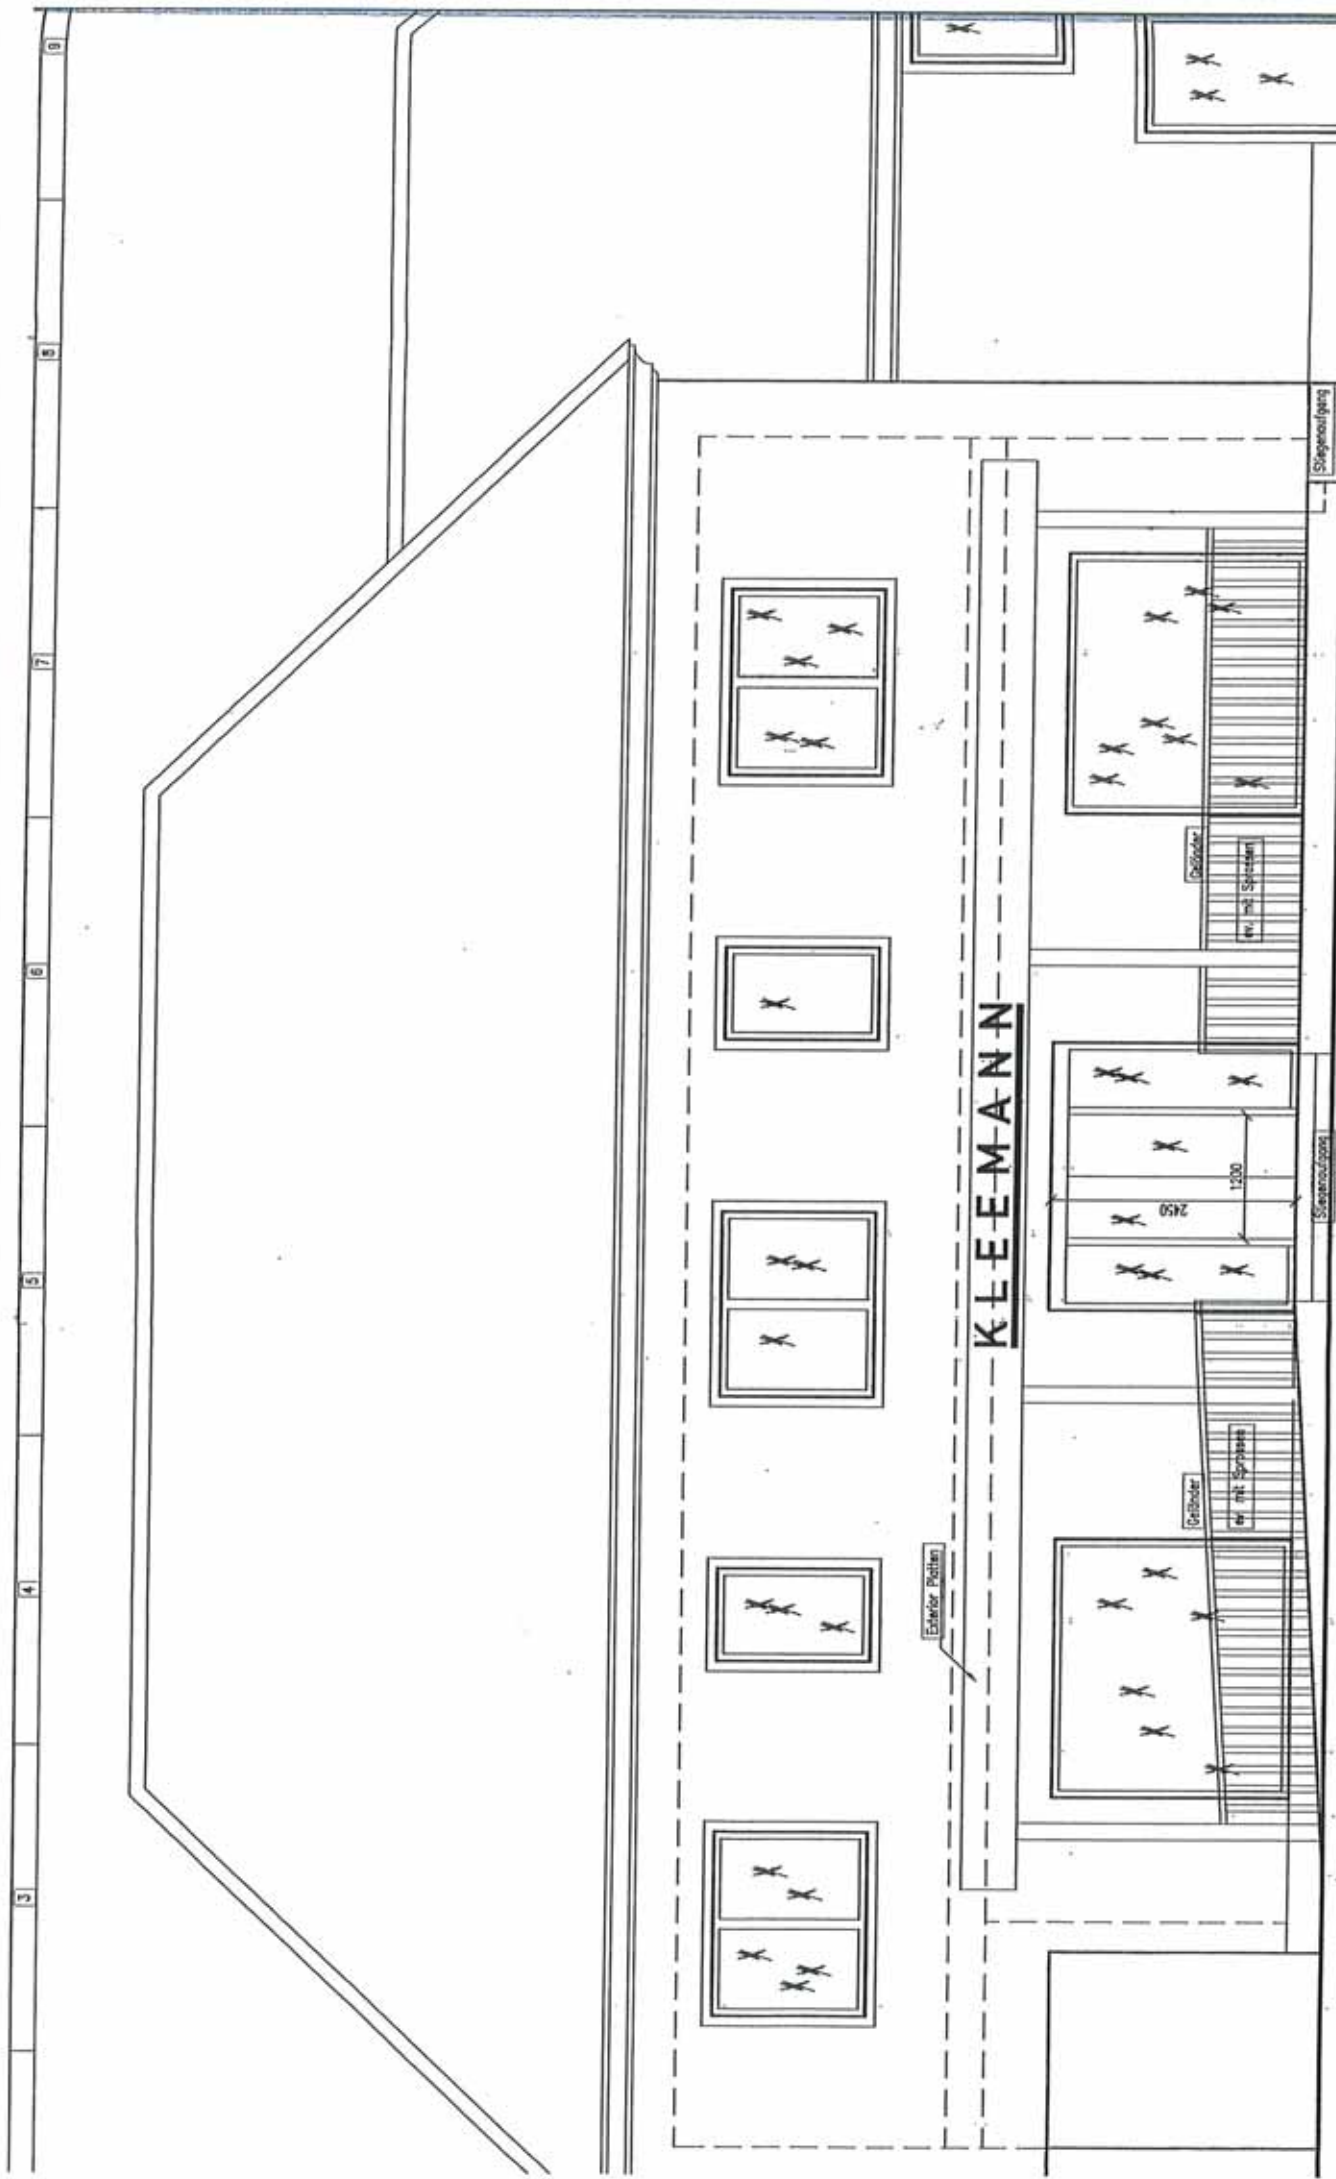 3
4
5
6
7
8
9
Exterior Platten
KLEEMANN
Geländer
ev. mit Sprossen
2450
1200
Geländer
ev. mit Sprossen
Stiegenaufgang
Stiegenaufgang